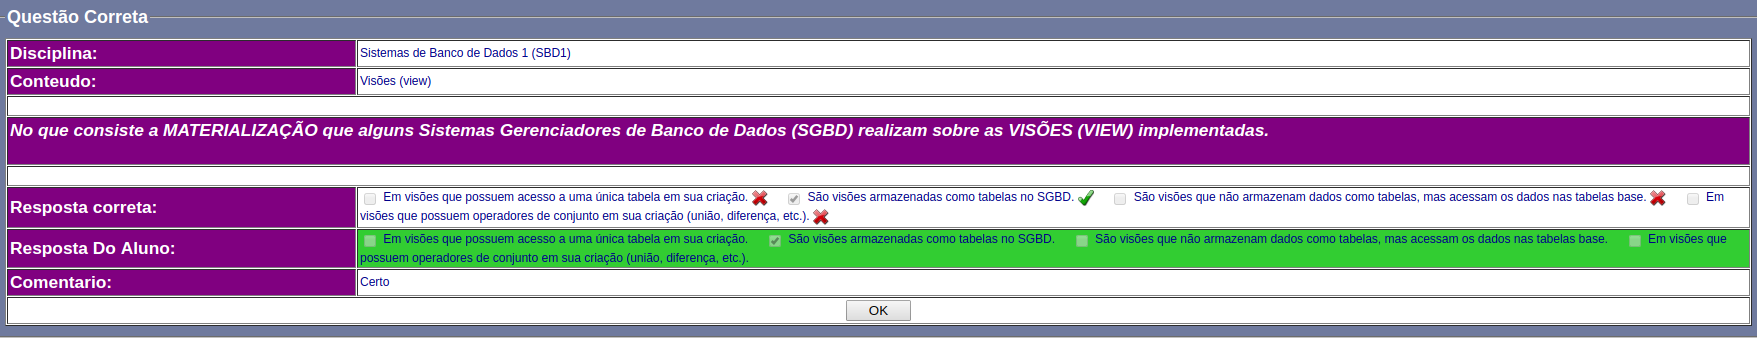 Questão Correta
Disciplina:
Sistemas de Banco de Dados 1 (SBD1)
Conteudo:
Visões (view)
No que consiste a MATERIALIZAÇÃO que alguns Sistemas Gerenciadores de Banco de Dados (SGBD) realizam sobre as VISÕES (VIEW) implementadas.
Resposta correta:
Em visões que possuem acesso a uma única tabela em sua criação. São visões armazenadas como tabelas no SGBD. São visões que não armazenam dados como tabelas, mas acessam os dados nas tabelas base. Em
visões que possuem operadores de conjunto em sua criação (união, diferença, etc.).
Resposta Do Aluno:
Em visões que possuem acesso a uma única tabela em sua criação. São visões armazenadas como tabelas no SGBD. São visões que não armazenam dados como tabelas, mas acessam os dados nas tabelas base. Em visões que
possuem operadores de conjunto em sua criação (união, diferença, etc.).
Comentario:
Certo
OK